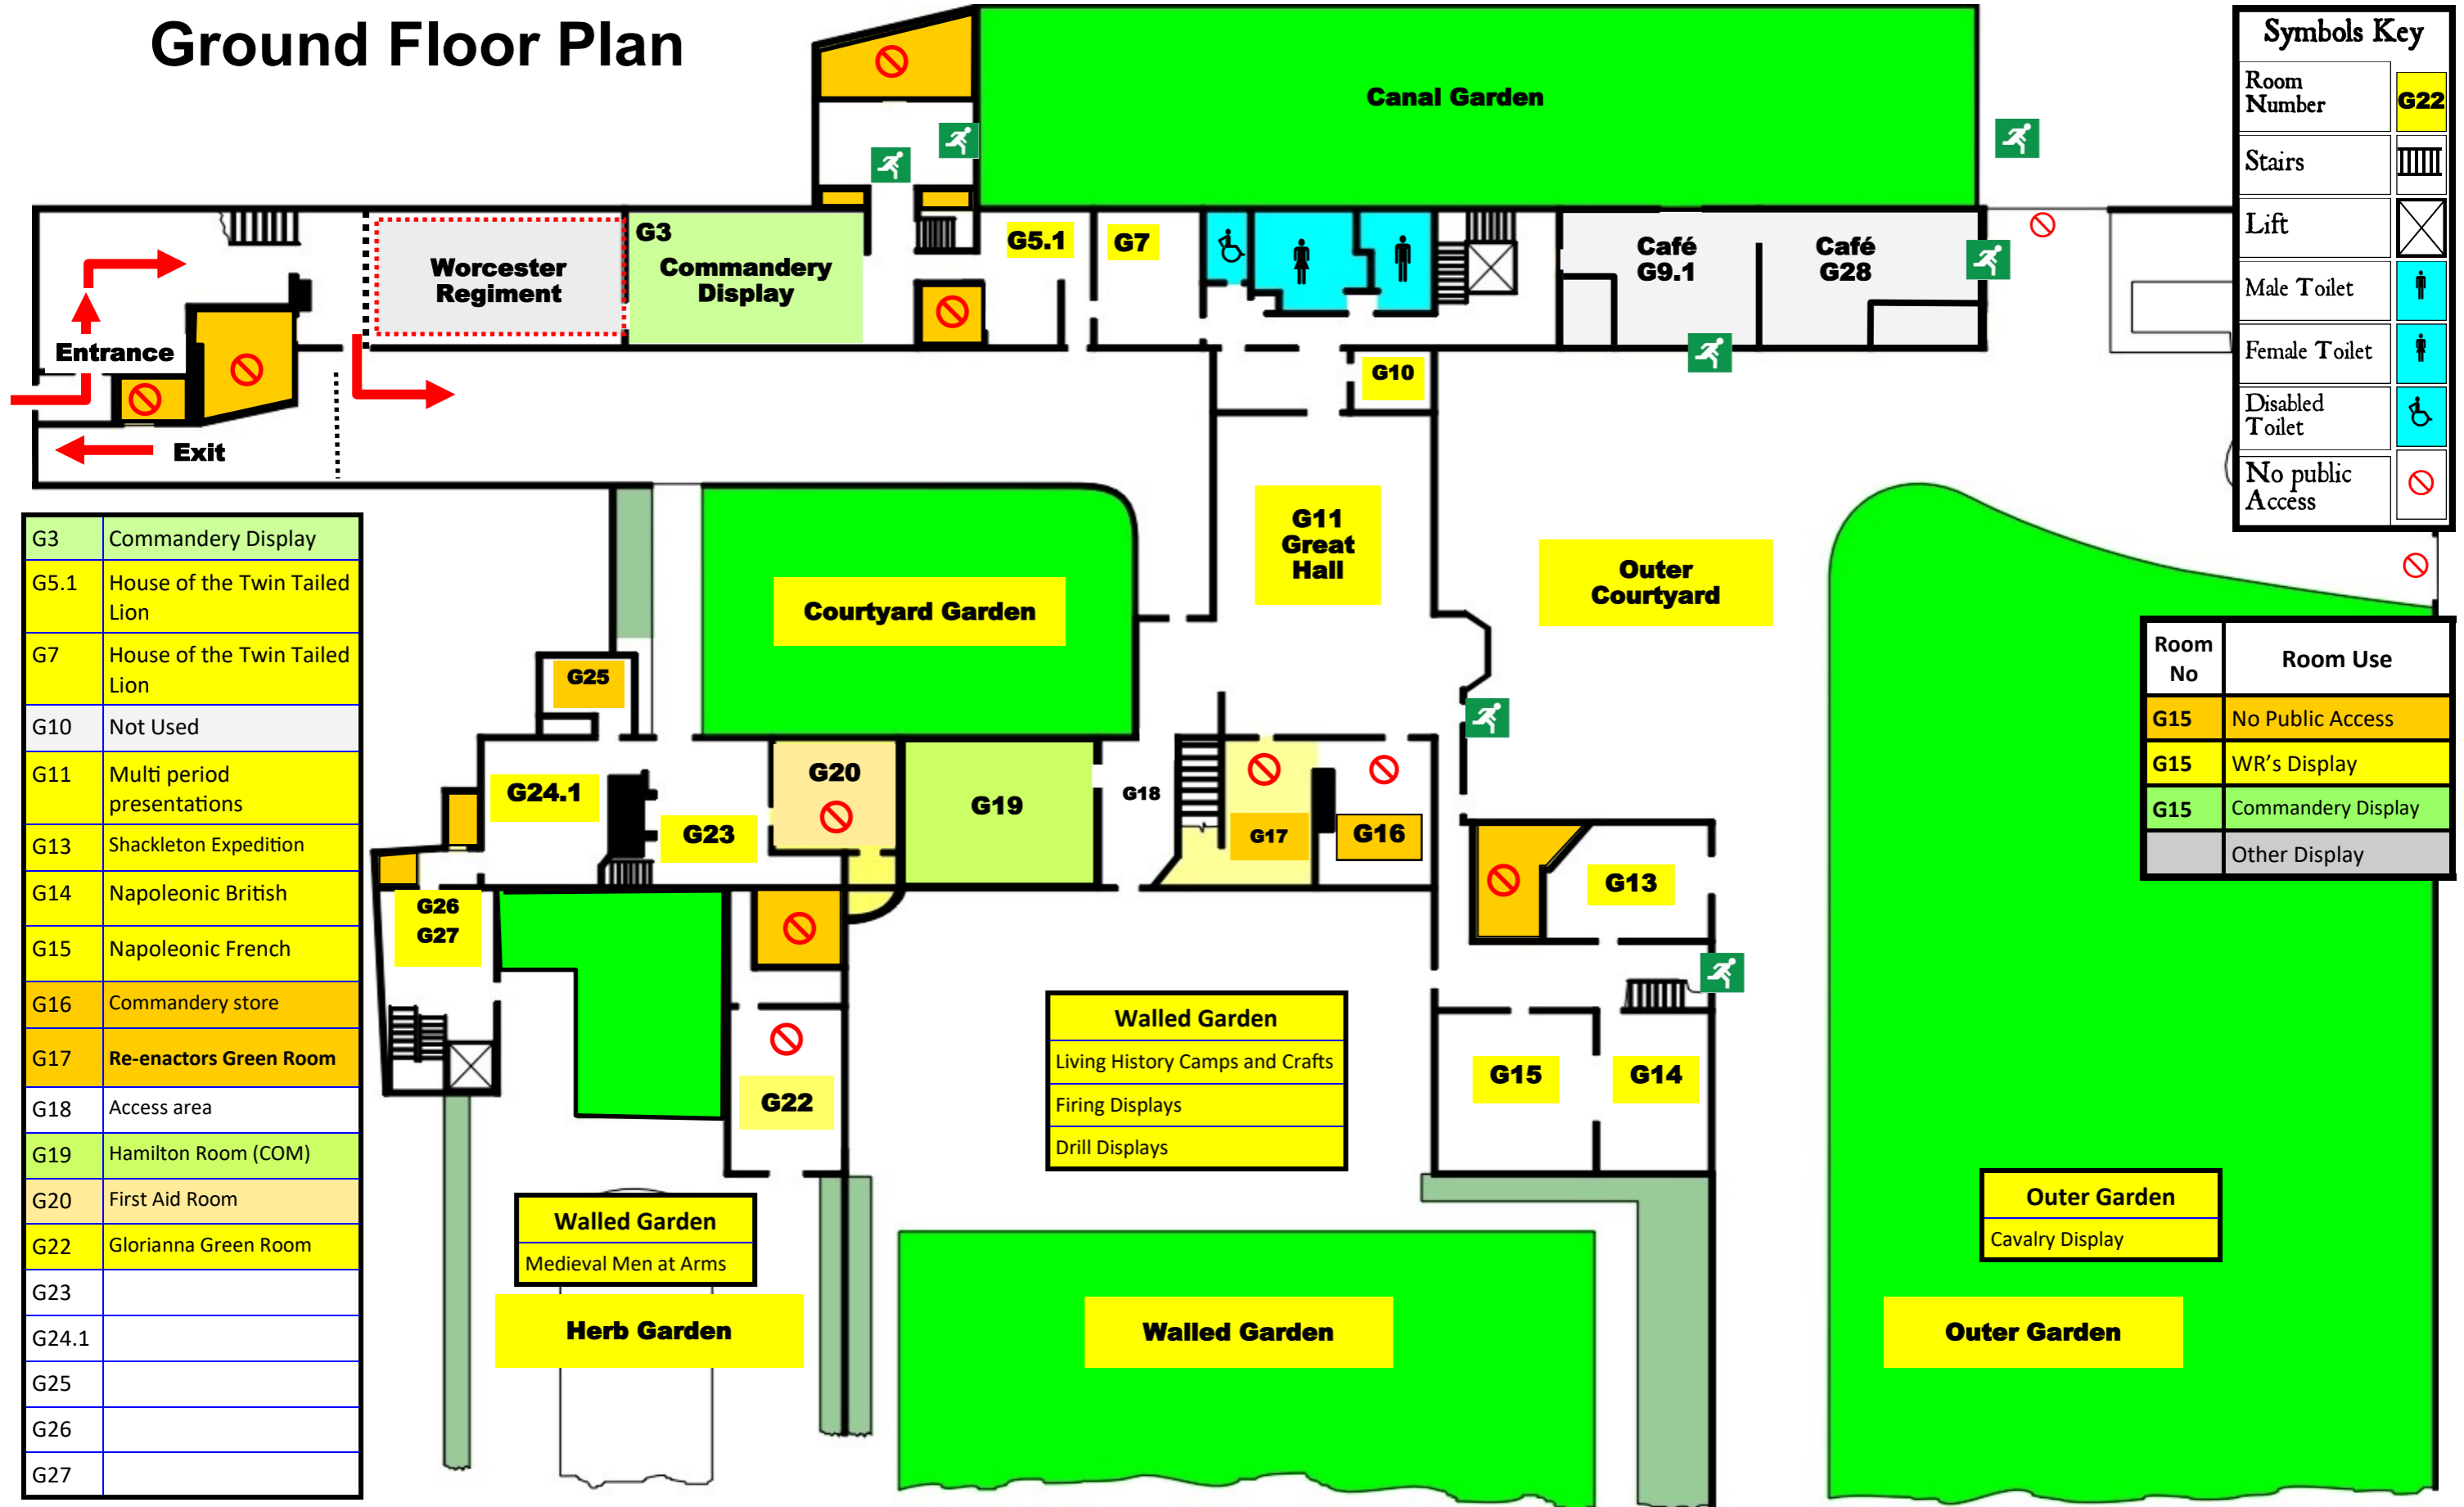 Ground Floor Plan
Canal Garden
Symbols Key
Room
Number
G22
Stairs
Lift
Male Toilet
Female Toilet
Disabled
Toilet
No public
Access
G3
Commandery
Display
Worcester
Regiment
G5.1
G7
Café
G9.1
Café
G28
Entrance
Exit
G10
G11
Great
Hall
Outer
Courtyard
Courtyard Garden
G25
G24.1
G23
G20
G19
G18
G17
G16
G13
G26
G27
G22
G15
G14
G3 Commandery Display
G5.1 House of the Twin Tailed
Lion
G7 House of the Twin Tailed
Lion
G10 Not Used
G11 Multi period
presentations
G13 Shackleton Expedition
G14 Napoleonic British
G15 Napoleonic French
G16 Commandery store
G17 Re-enactors Green Room
G18 Access area
G19 Hamilton Room (COM)
G20 First Aid Room
G22 Glorianna Green Room
G23
G24.1
G25
G26
G27
Room
No
Room Use
G15 No Public Access
G15 WR's Display
G15 Commandery Display
Other Display
Walled Garden
Living History Camps and Crafts
Firing Displays
Drill Displays
Walled Garden
Medieval Men at Arms
Herb Garden
Walled Garden
Outer Garden
Cavalry Display
Outer Garden